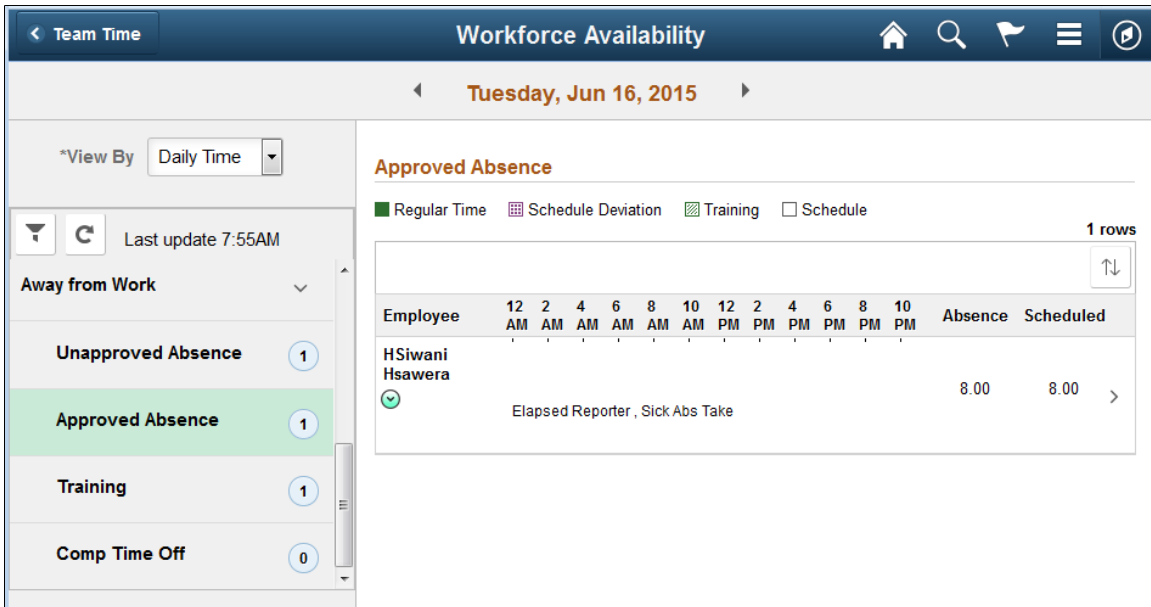 Team Time
Workforce Availability
Tuesday, Jun 16, 2015
*View By Daily Time
Last update 7:55AM
Away from Work
Unapproved Absence 1
Approved Absence 1
Training 1
Comp Time Off 0
Approved Absence
Regular Time Schedule Deviation Training Schedule
1 rows
Employee 12 AM 2 AM 4 AM 6 AM 8 AM 10 AM 12 PM 2 PM 4 PM 6 PM 8 PM 10 PM Absence Scheduled
HSiwani
Hsawera
8.00 8.00
Elapsed Reporter , Sick Abs Take